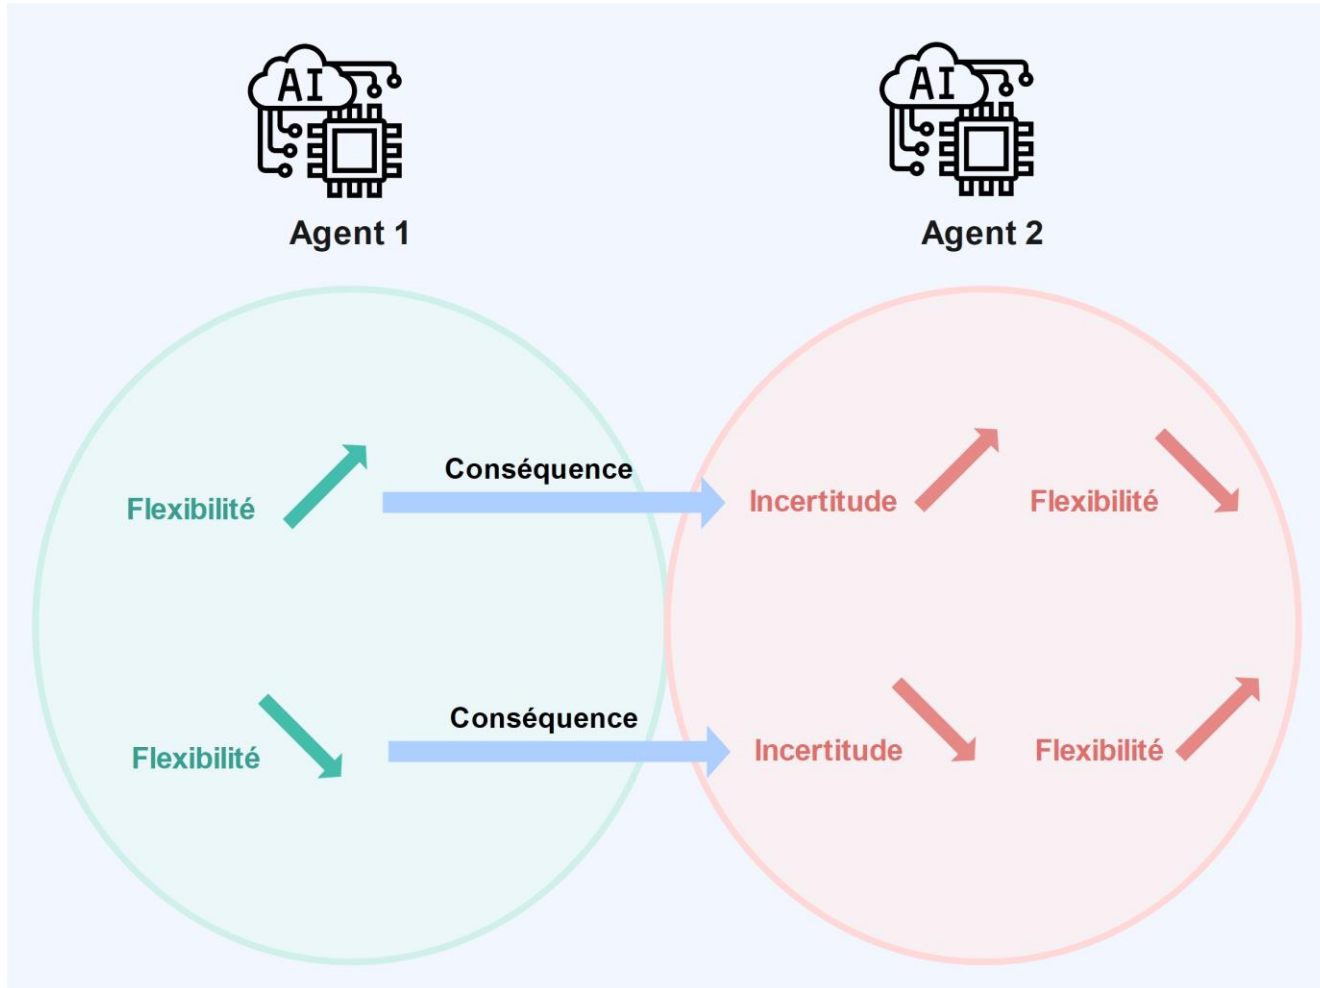 AI
AI
Agent 1
Agent 2
Conséquence
Flexibilité
Incertitude
Flexibilité
Conséquence
Flexibilité
Incertitude
Flexibilité